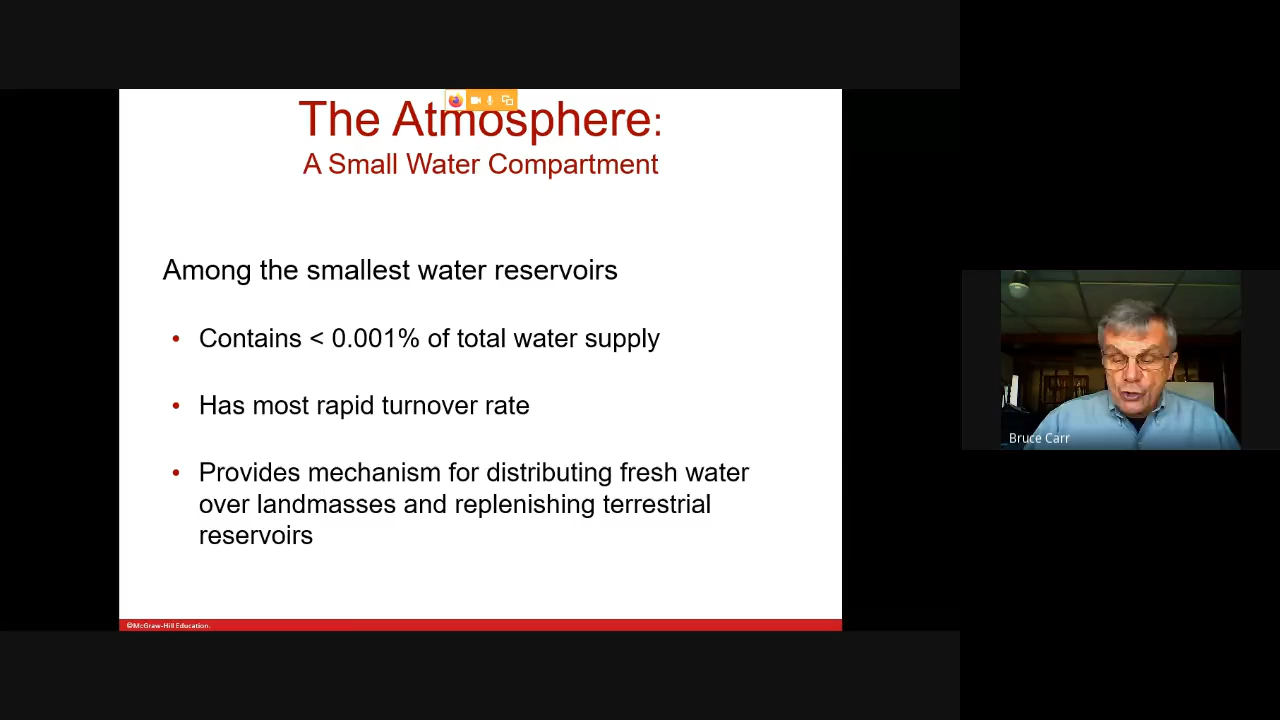 The Atmosphere:
A Small Water Compartment
Among the smallest water reservoirs
• Contains < 0.001% of total water supply
• Has most rapid turnover rate
• Provides mechanism for distributing fresh water
over landmasses and replenishing terrestrial
reservoirs
©McGraw-Hill Education.
Bruce Carr